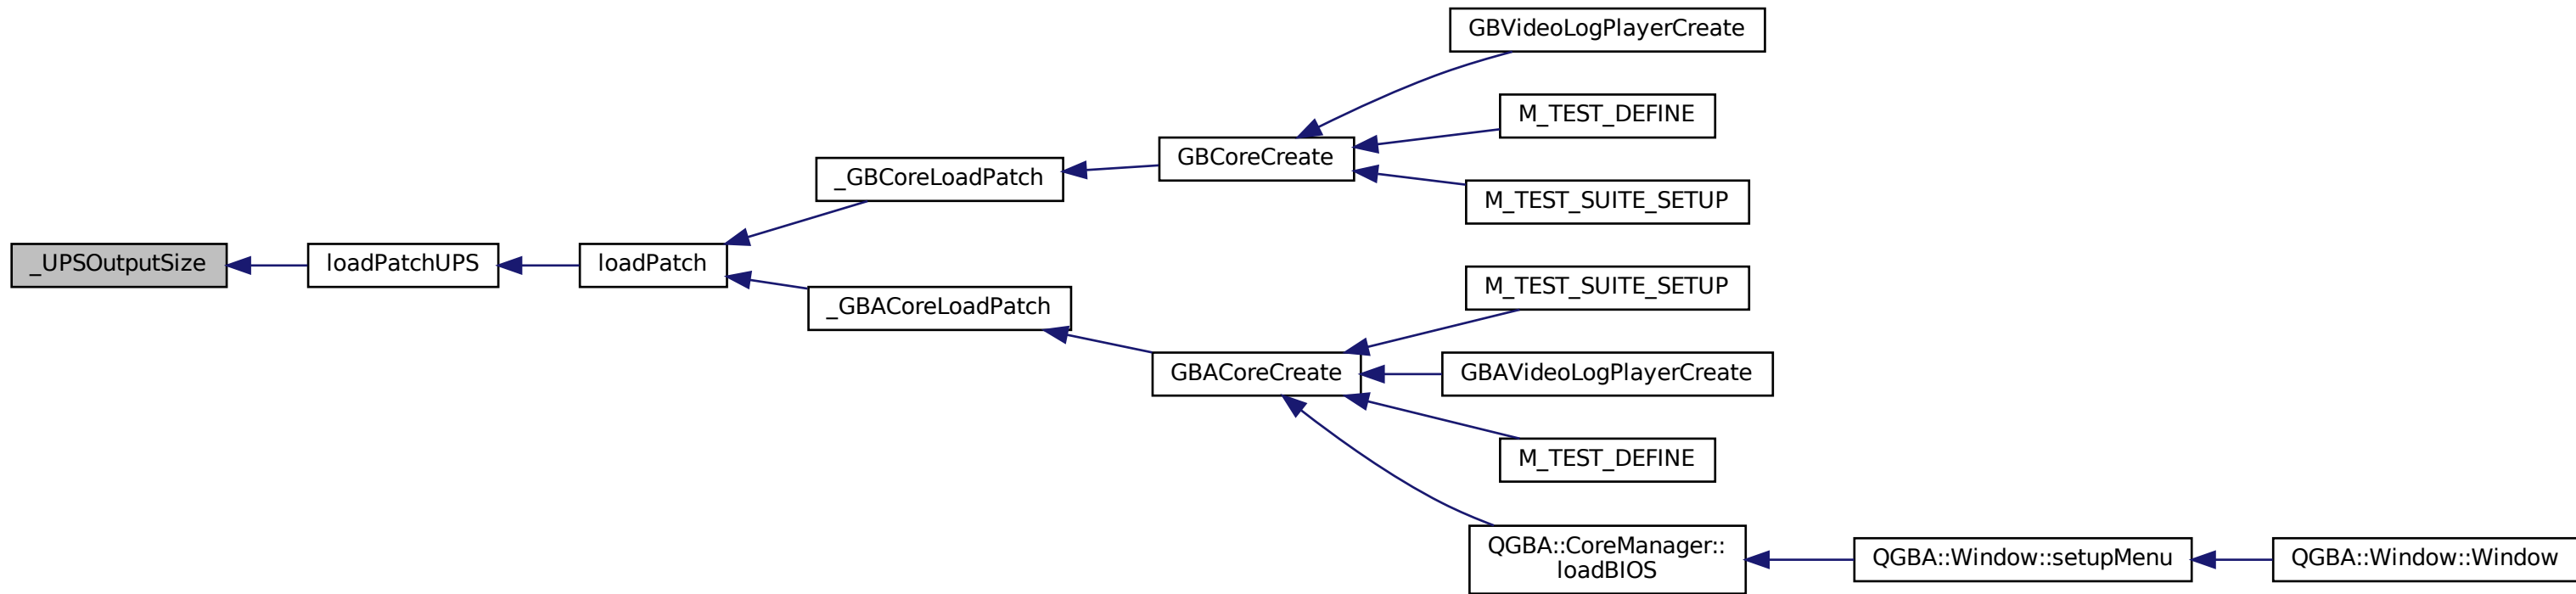 GBVideoLogPlayerCreate
M_TEST_DEFINE
GBCoreCreate
_GBCoreLoadPatch
M_TEST_SUITE_SETUP
_UPSOutputSize
loadPatchUPS
loadPatch
M_TEST_SUITE_SETUP
_GBACoreLoadPatch
GBACoreCreate
GBAVideoLogPlayerCreate
M_TEST_DEFINE
QGBA::CoreManager::
loadBIOS
QGBA::Window::setupMenu
QGBA::Window::Window